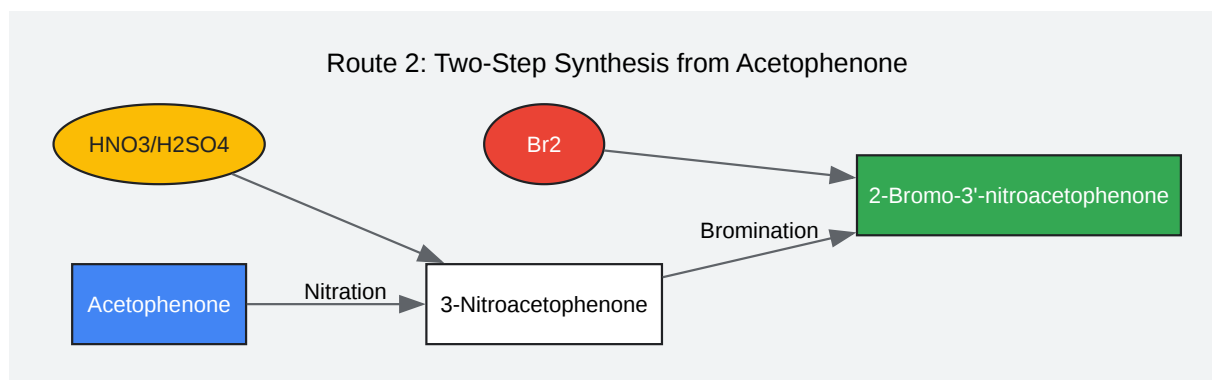 Route 2: Two-Step Synthesis from Acetophenone
HNO3/H2SO4
Br2
2-Bromo-3'-nitroacetophenone
Bromination
Nitration
Acetophenone
3-Nitroacetophenone